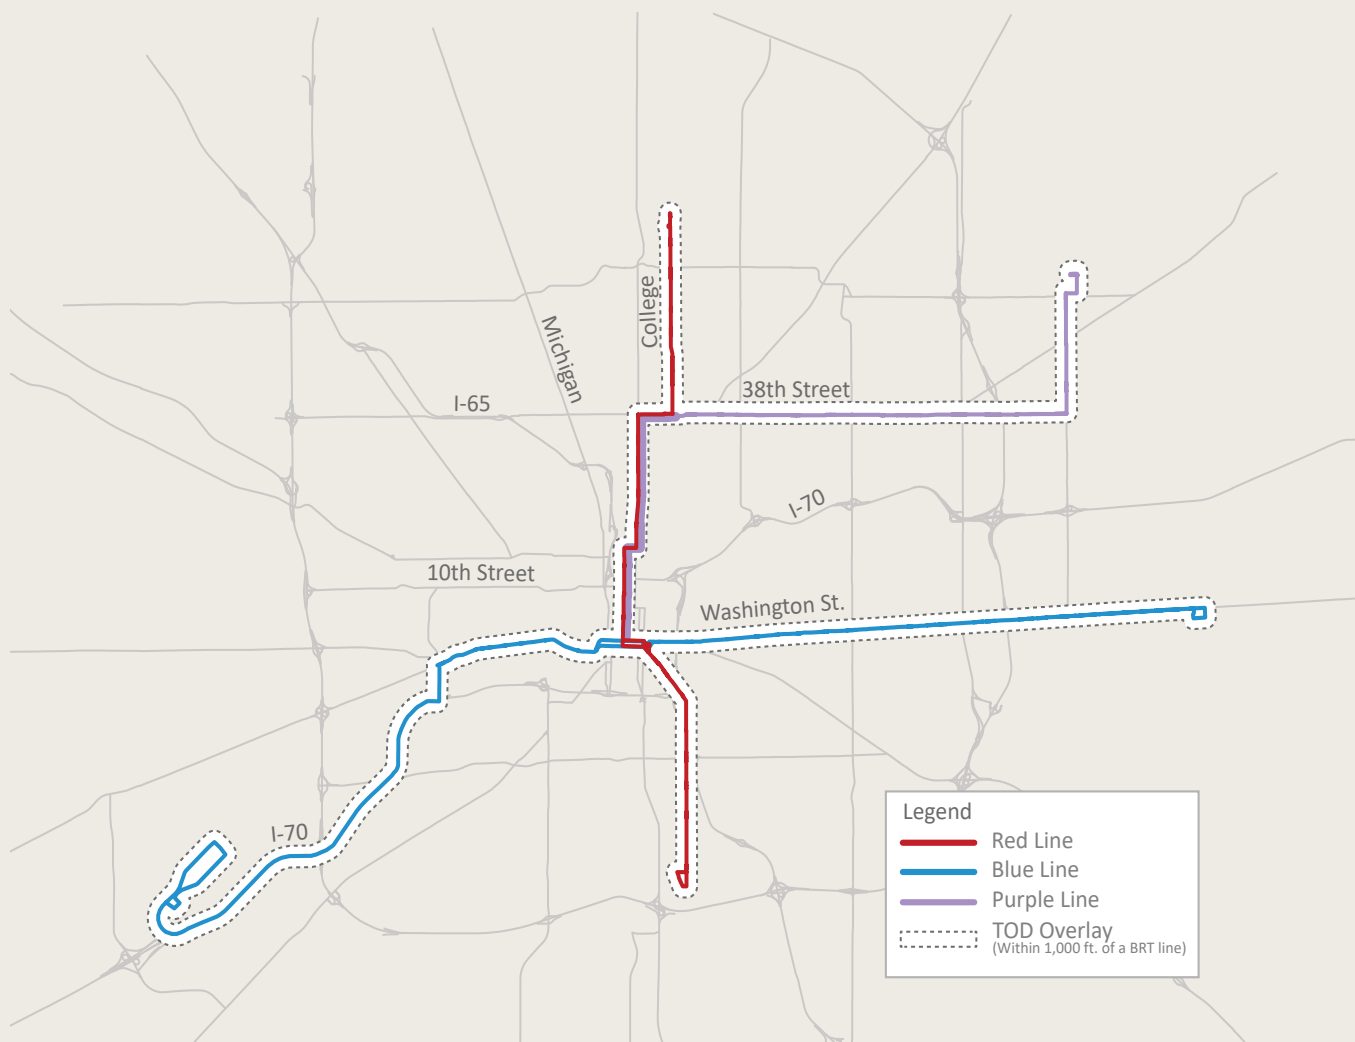 College
Michigan
38th Street
I-65
I-70
10th Street
Washington St.
I-70
Legend
Red Line
Blue Line
Purple Line
TOD Overlay
(Within 1,000 ft. of a BRT line)